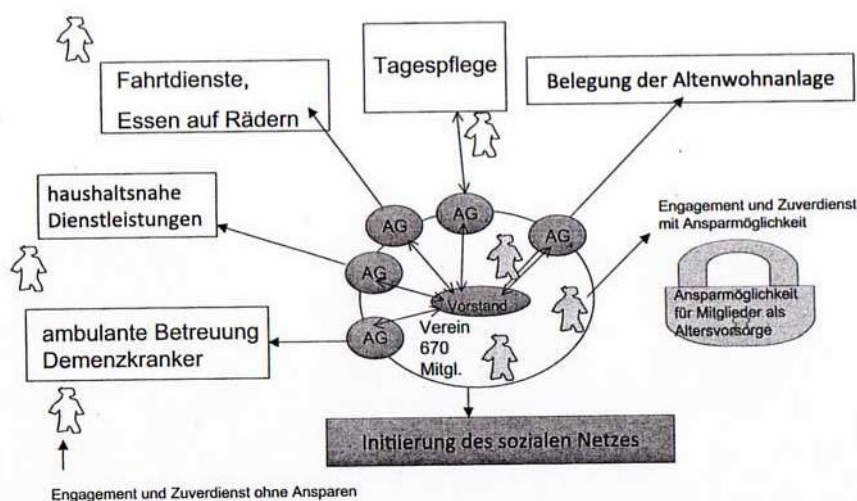 Fahrtdienste,
Essen auf Rädern
Tagespflege
Belegung der Altenwohnanlage
haushaltsnahe
Dienstleistungen
AG
AG
AG
AG
AG
Vorstand
Verein
670
Mitgl.
Engagement und Zuverdienst
mit Ansparmöglichkeit
Ansparmöglichkeit
für Mitglieder als
Altersvorsorge
ambulante Betreuung
Demenzkranker
Initiierung des sozialen Netzes
Engagement und Zuverdienst ohne Ansparen